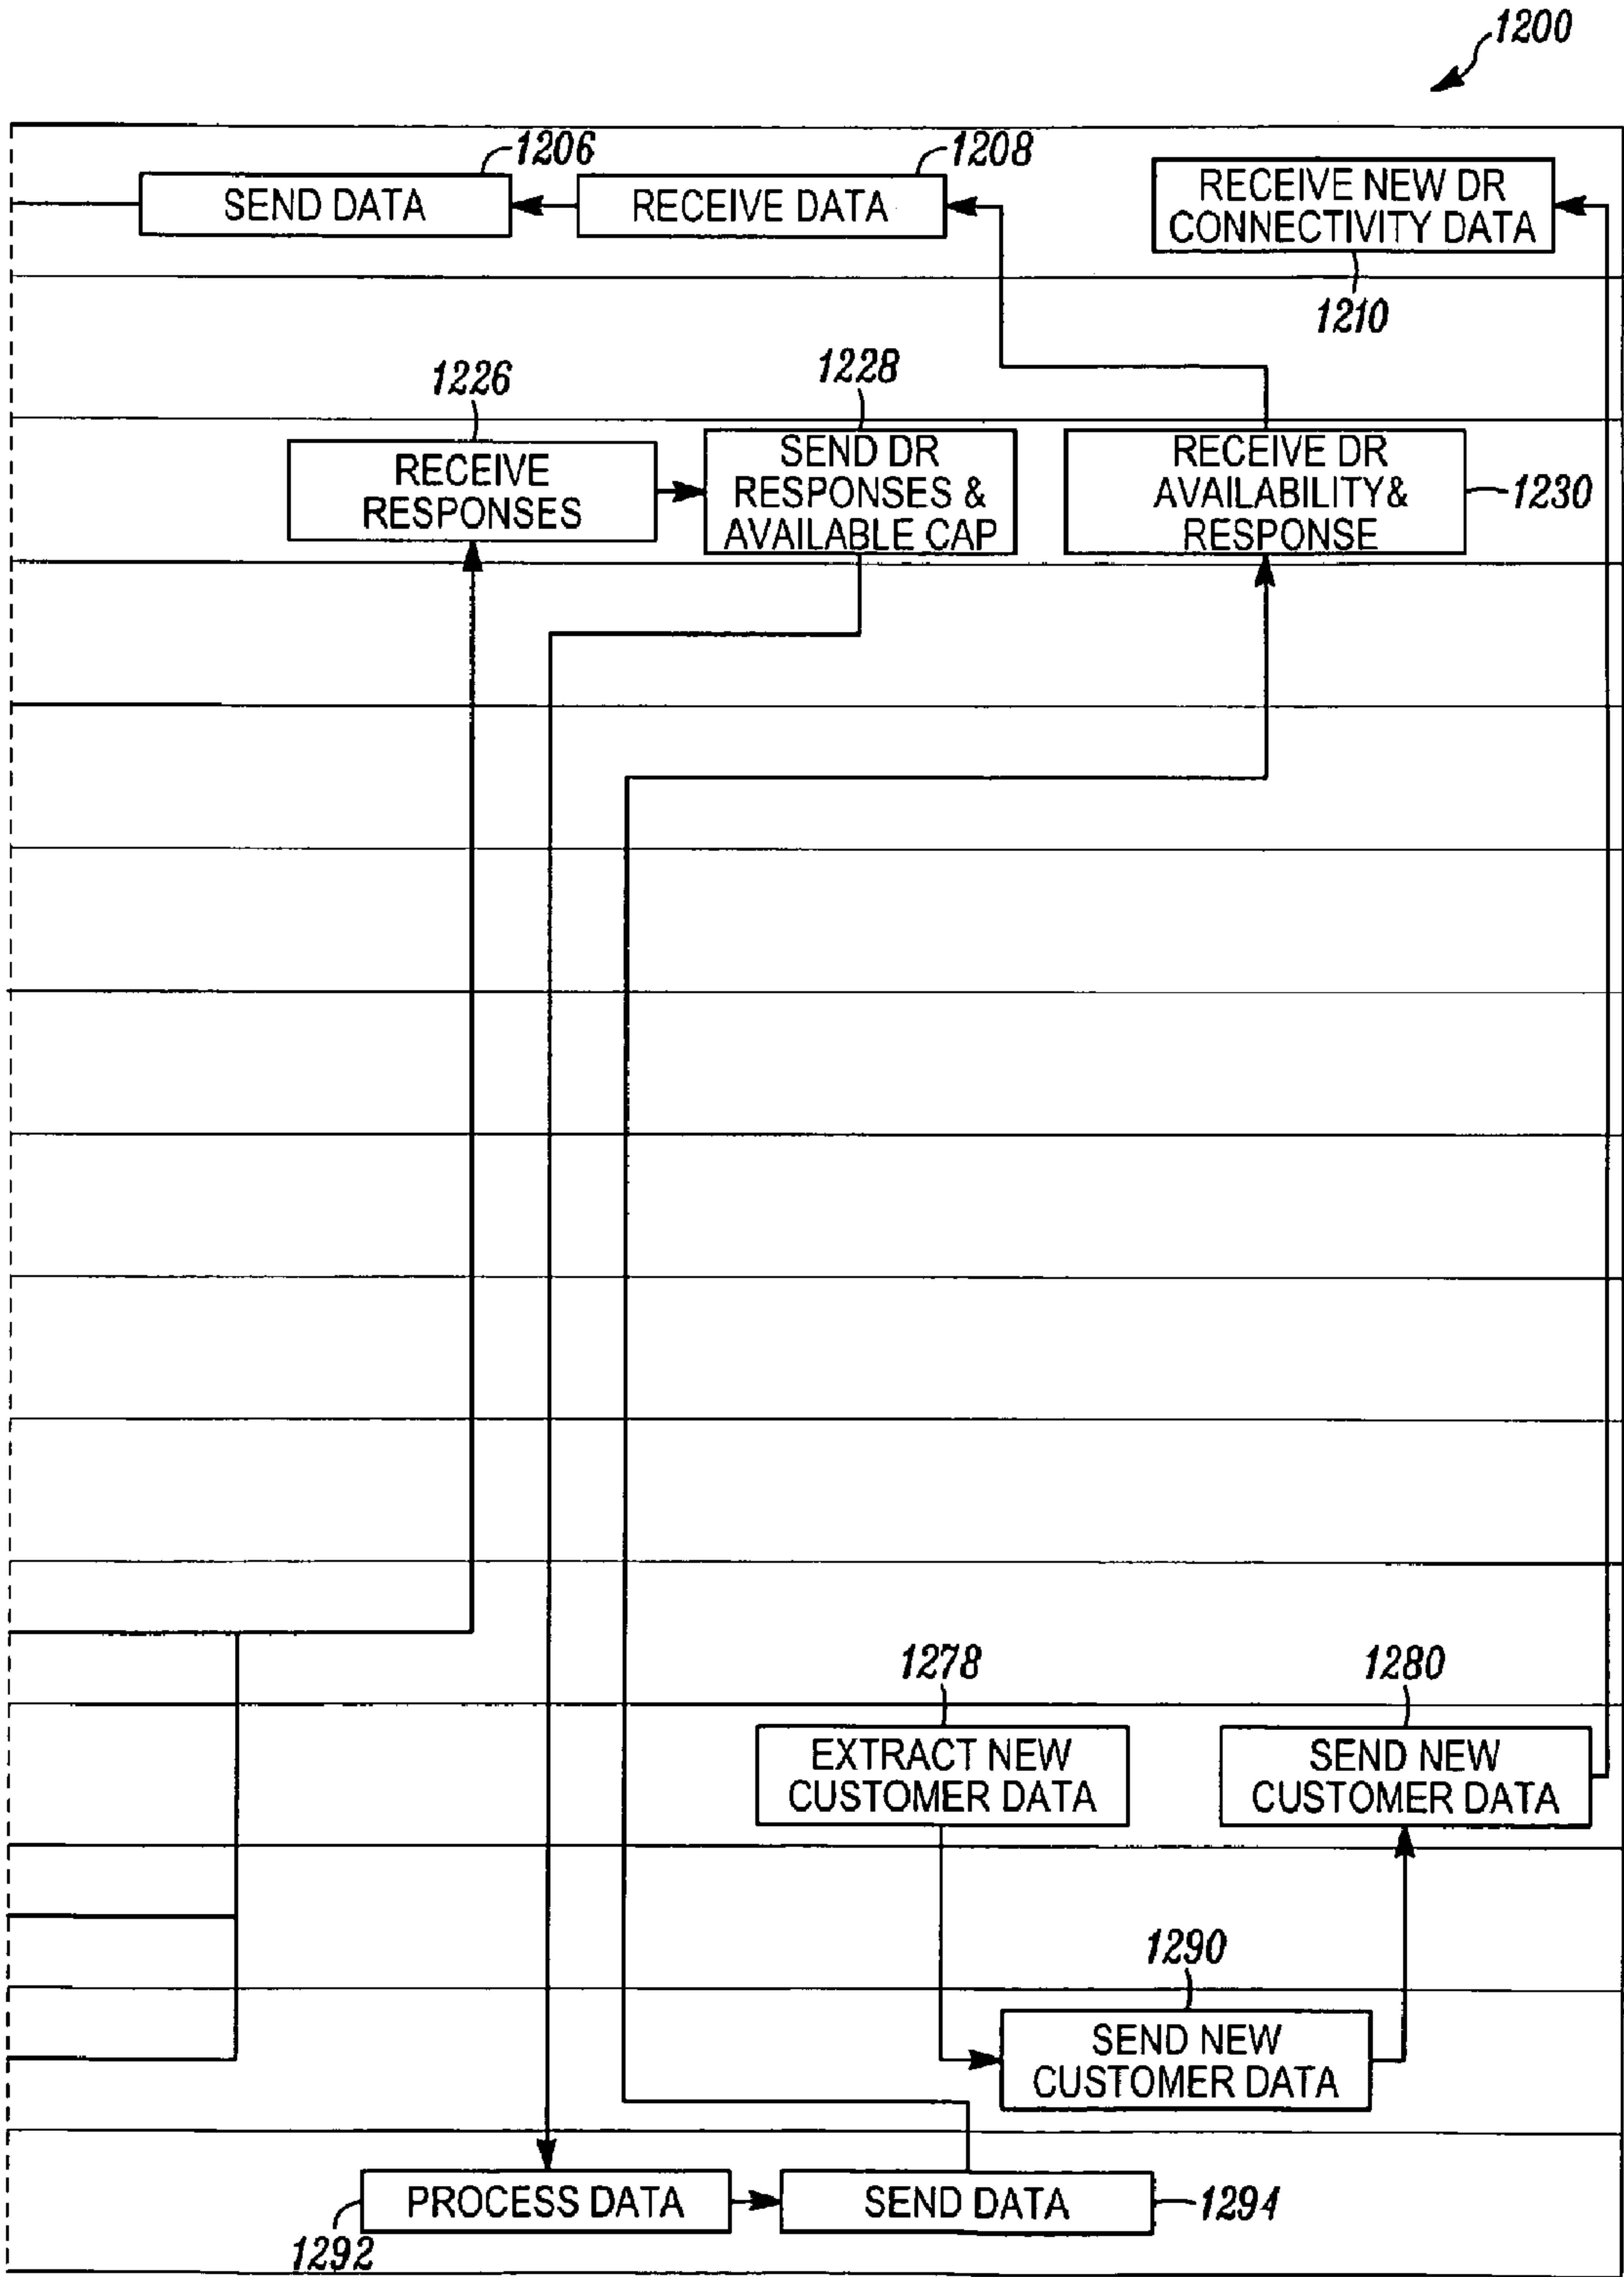 1200
1206
1208
SEND DATA
RECEIVE DATA
RECEIVE NEW DR
CONNECTIVITY DATA
1210
1226
1228
RECEIVE
RESPONSES
SEND DR
RESPONSES &
AVAILABLE CAP
RECEIVE DR
AVAILABILITY&
RESPONSE
1230
1278
1280
EXTRACT NEW
CUSTOMER DATA
SEND NEW
CUSTOMER DATA
1290
SEND NEW
CUSTOMER DATA
PROCESS DATA
SEND DATA
1294
1292